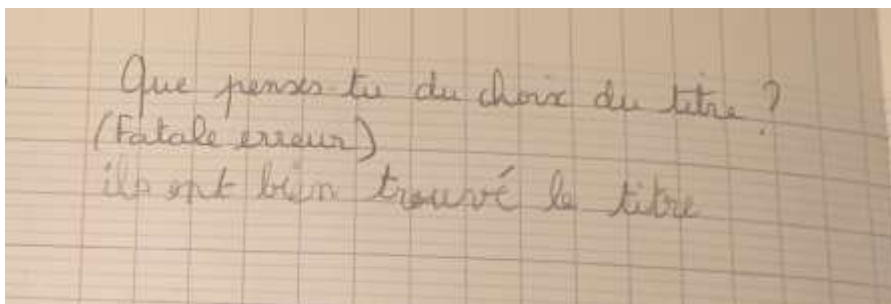 Que penses tu du choix du titre ?
(Fatale erreur)
ils ont bien trouvé le titre